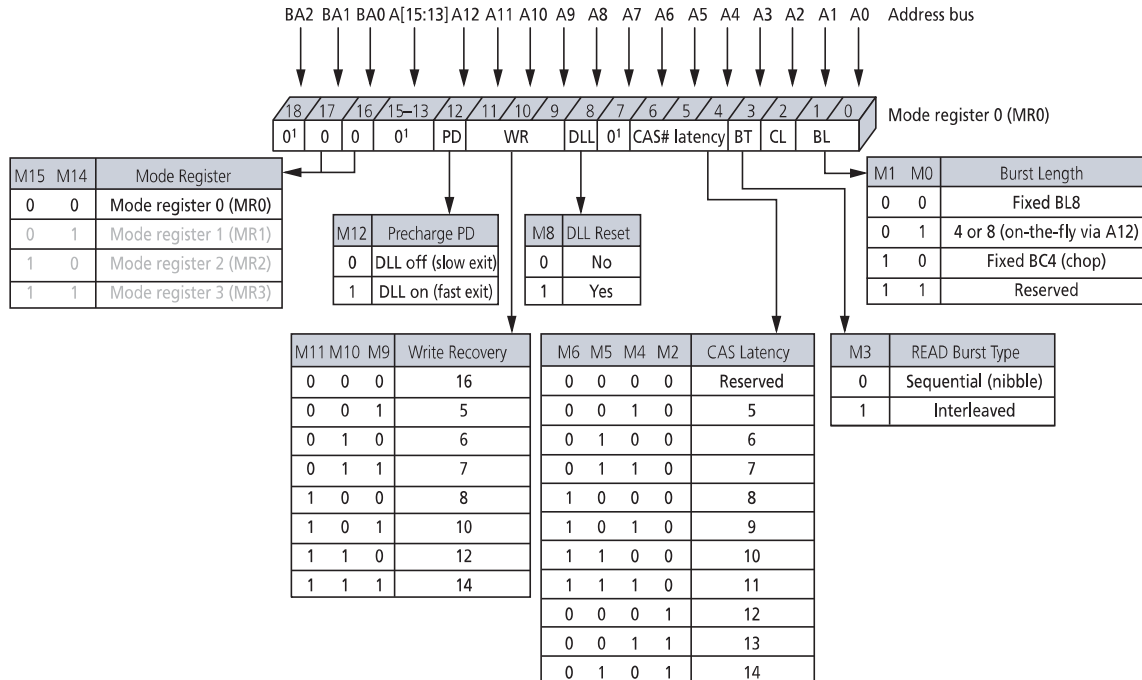 BA2 BA1 BA0 A[15:13] A12 A11 A10 A9 A8 A7 A6 A5 A4 A3 A2 A1 A0 Address bus
18 17 16 15–13 12 11 10 9 8 7 6 5 4 3 2 1 0
Mode register 0 (MR0)
0¹ 0 0 0¹ PD WR DLL 0¹ CAS# latency BT CL BL
M15 M14 Mode Register
0 0 Mode register 0 (MR0)
0 1 Mode register 1 (MR1)
1 0 Mode register 2 (MR2)
1 1 Mode register 3 (MR3)
M12 Precharge PD
0 DLL off (slow exit)
1 DLL on (fast exit)
M8 DLL Reset
0 No
1 Yes
M1 M0 Burst Length
0 0 Fixed BL8
0 1 4 or 8 (on-the-fly via A12)
1 0 Fixed BC4 (chop)
1 1 Reserved
M11 M10 M9 Write Recovery
0 0 0 16
0 0 1 5
0 1 0 6
0 1 1 7
1 0 0 8
1 0 1 10
1 1 0 12
1 1 1 14
M6 M5 M4 M2 CAS Latency
0 0 0 0 Reserved
0 0 1 0 5
0 1 0 0 6
0 1 1 0 7
1 0 0 0 8
1 0 1 0 9
1 1 0 0 10
1 1 1 0 11
0 0 0 1 12
0 0 1 1 13
0 1 0 1 14
M3 READ Burst Type
0 Sequential (nibble)
1 Interleaved